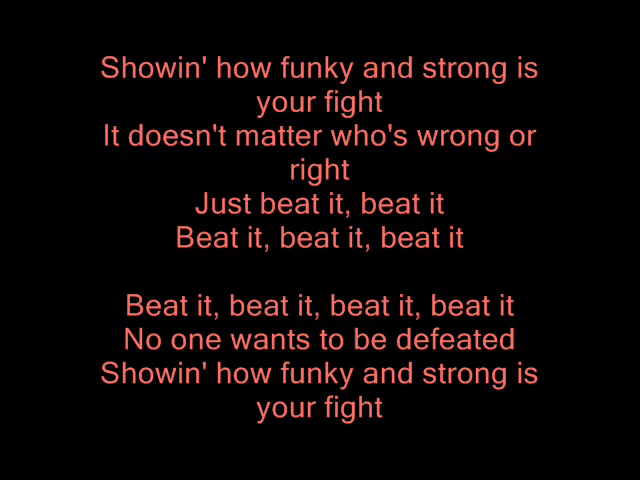 Showin' how funky and strong is
your fight
It doesn't matter who's wrong or
right
Just beat it, beat it
Beat it, beat it, beat it

Beat it, beat it, beat it, beat it
No one wants to be defeated
Showin' how funky and strong is
your fight